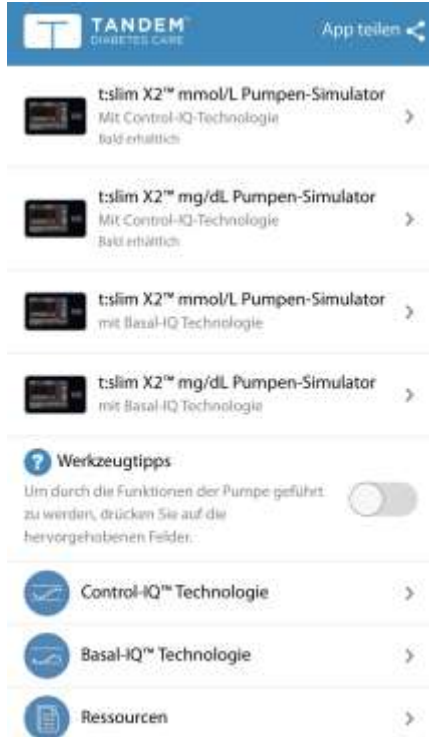 TANDEM
DIABETES CARE
App teilen
t:slim X2™ mmol/L Pumpen-Simulator
Mit Control-IQ-Technologie
Bald erhältlich
t:slim X2™ mg/dL Pumpen-Simulator
Mit Control-IQ-Technologie
Bald erhältlich
t:slim X2™ mmol/L Pumpen-Simulator
mit Basal-IQ Technologie
t:slim X2™ mg/dL Pumpen-Simulator
mit Basal-IQ Technologie
? Werkzeugtipps
Um durch die Funktionen der Pumpe geführt
zu werden, drücken Sie auf die
hervorgehobenen Felder.
Control-IQ™ Technologie
Basal-IQ™ Technologie
Ressourcen